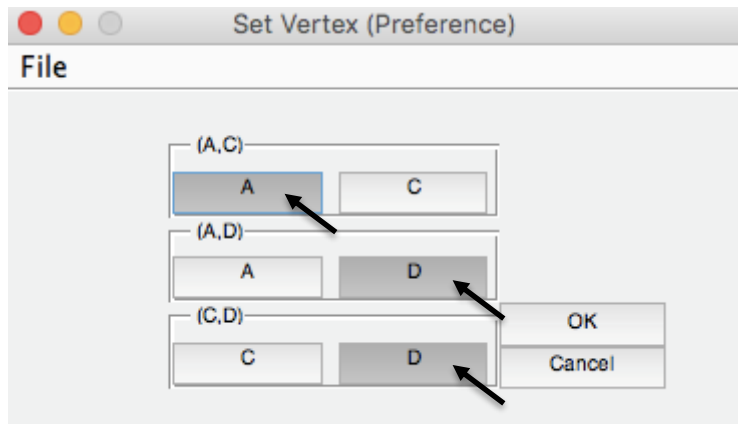 Set Vertex (Preference)
File
(A,C)
A C
(A,D)
A D
(C,D)
C D
OK
Cancel